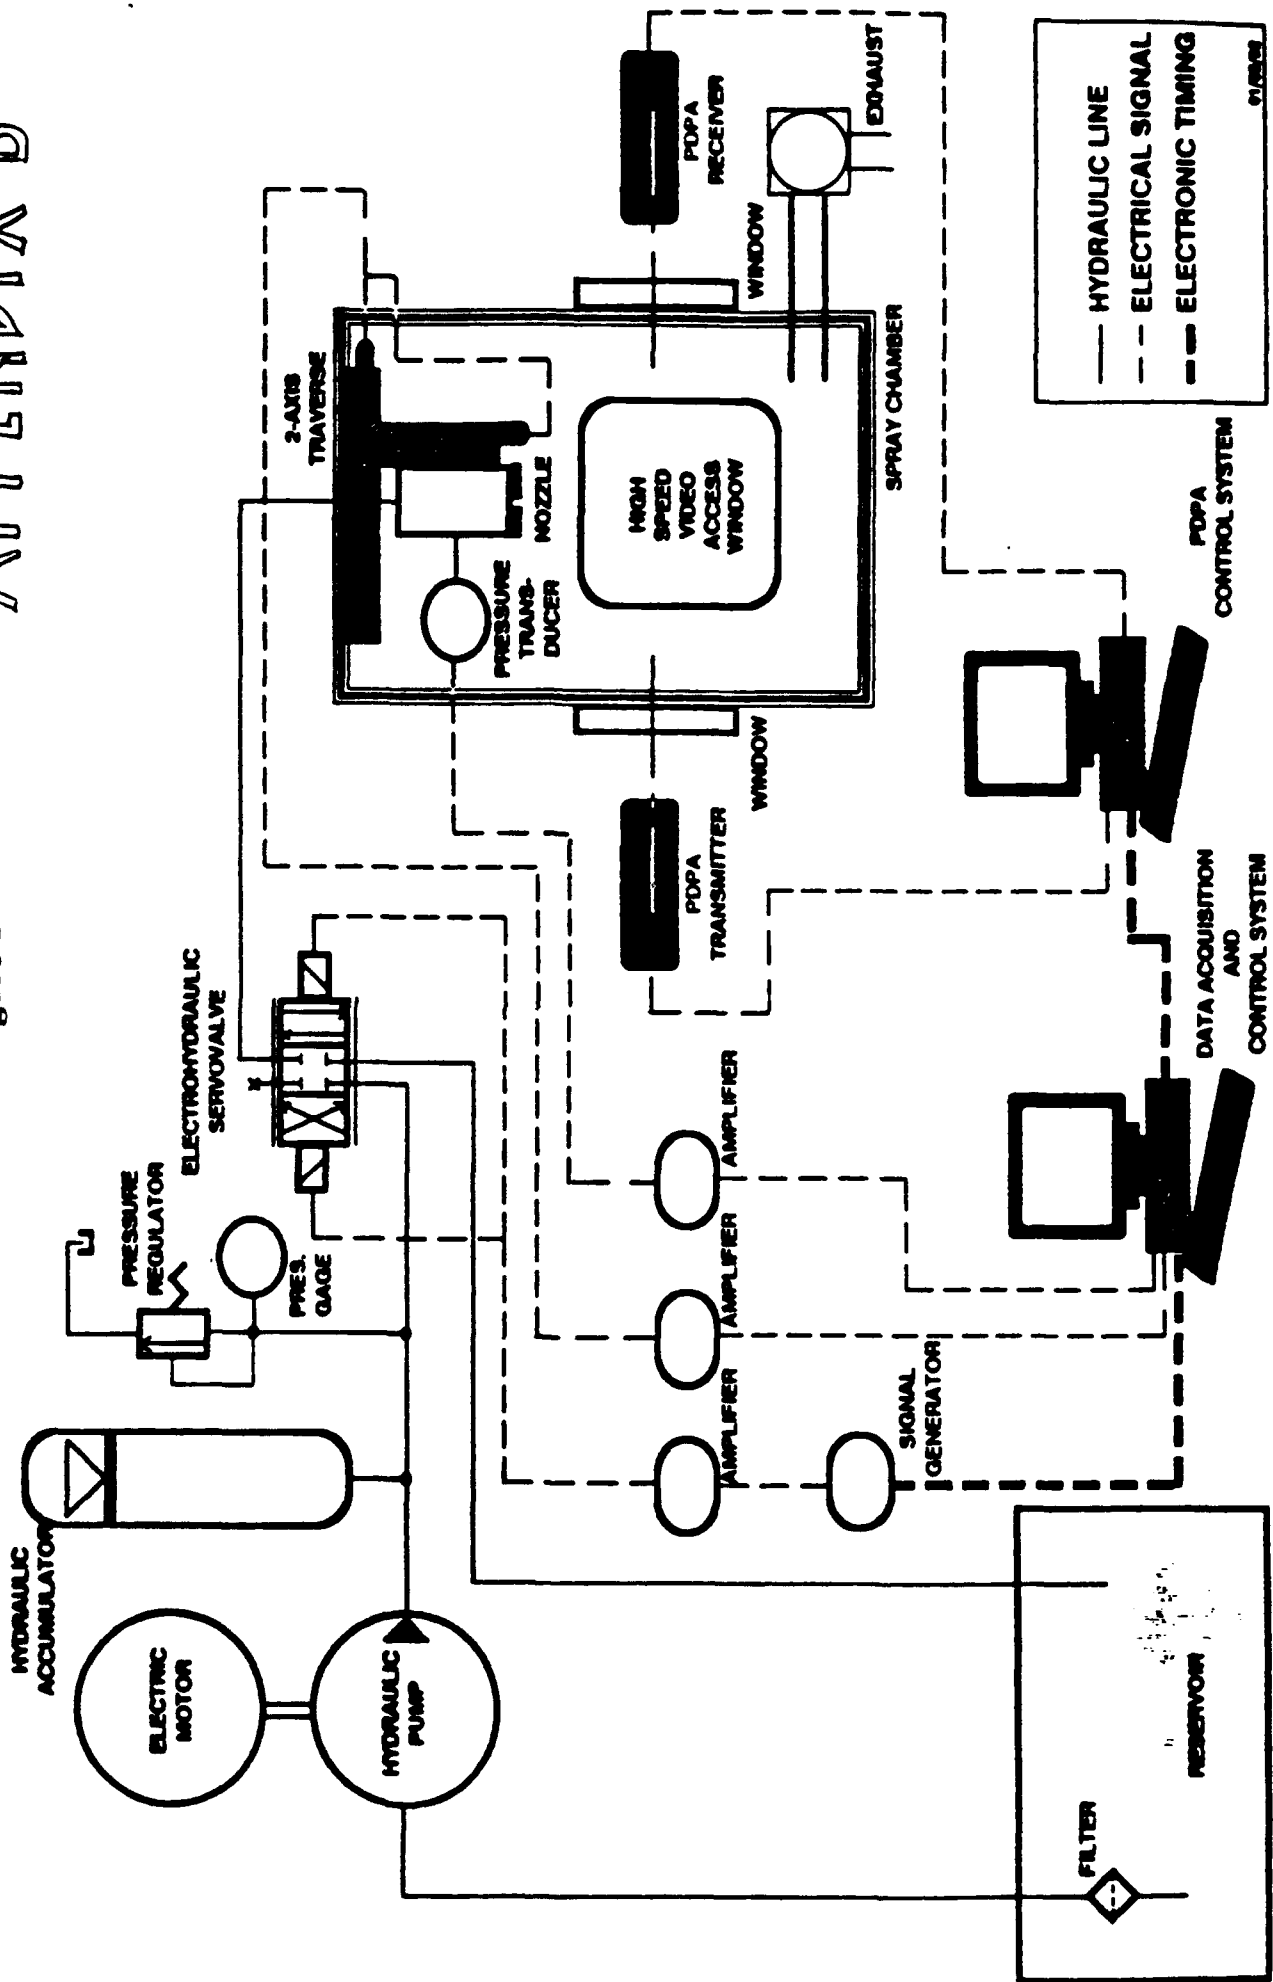 HYDRAULIC
ACCUMULATOR
ELECTRIC
MOTOR
HYDRAULIC
PUMP
FILTER
RESERVOIR
PRESSURE
REGULATOR
PRES.
GAGE
ELECTROHYDRAULIC
SERVOVALVE
AMPLIFIER
AMPLIFIER
AMPLIFIER
SIGNAL
GENERATOR
2-AXIS
TRAVERSE
NOZZLE
PRESSURE
TRANS-
DUCER
HIGH
SPEED
VIDEO
ACCESS
WINDOW
WINDOW
WINDOW
PDPA
TRANSMITTER
PDPA
RECEIVER
EXHAUST
SPRAY CHAMBER
DATA ACQUISITION
AND
CONTROL SYSTEM
PDPA
CONTROL SYSTEM
HYDRAULIC LINE
ELECTRICAL SIGNAL
ELECTRONIC TIMING